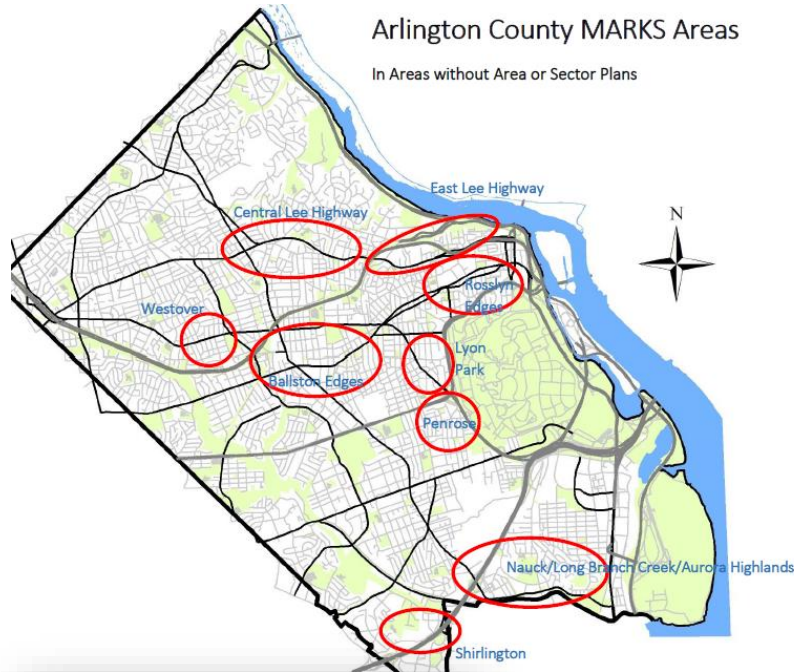 Arlington County MARKS Areas
In Areas without Area or Sector Plans
East Lee Highway
Central Lee Highway
N
Rosslyn
Edges
Westover
Lyon
Park
Ballston Edges
Penrose
Nauck/Long Branch Creek/Aurora Highlands
Shirlington